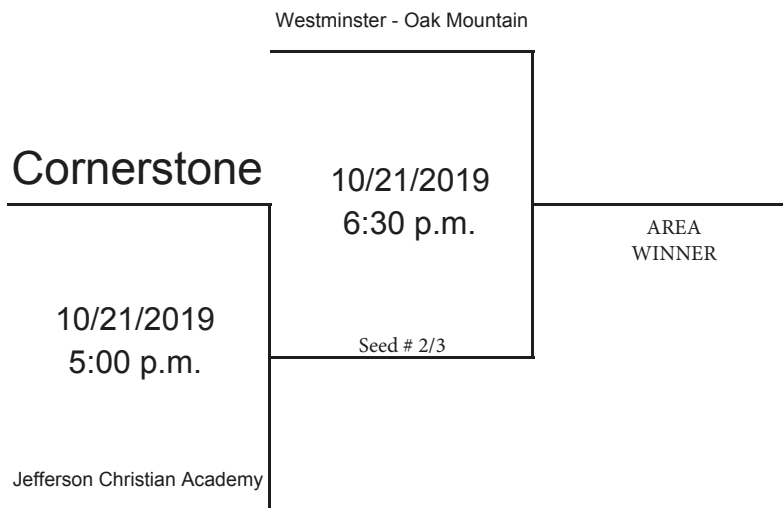 Westminster - Oak Mountain
Cornerstone
10/21/2019
6:30 p.m.
AREA
WINNER
10/21/2019
5:00 p.m.
Seed # 2/3
Jefferson Christian Academy